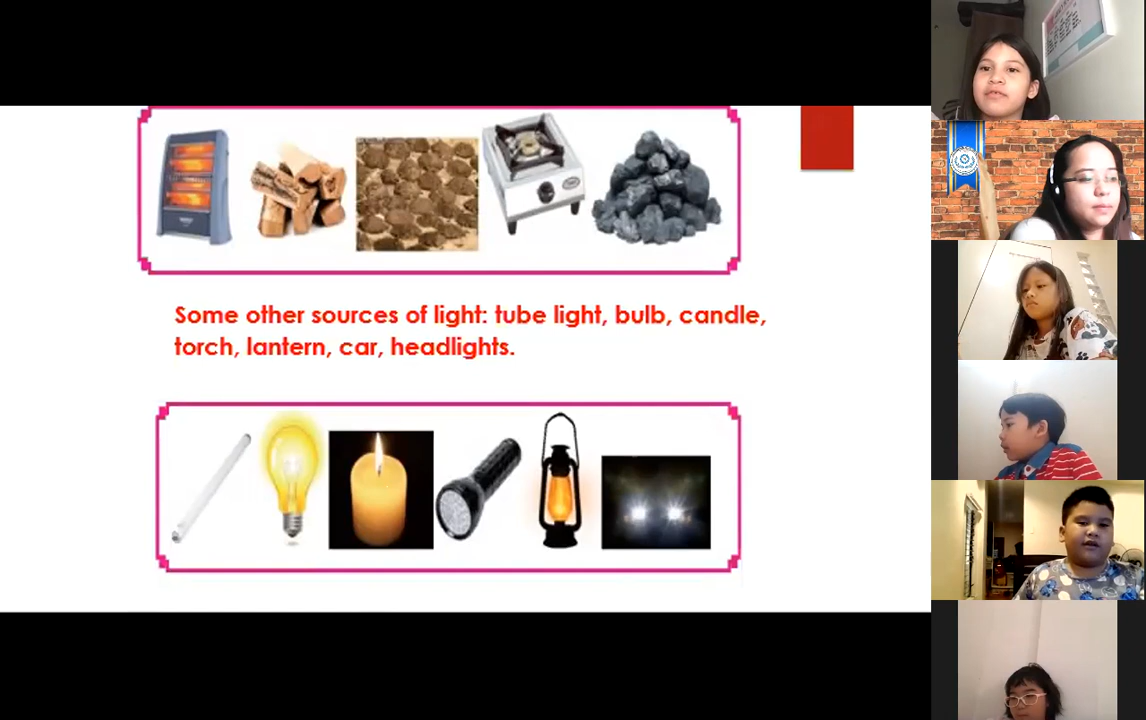 Some other sources of light: tube light, bulb, candle,
torch, lantern, car, headlights.